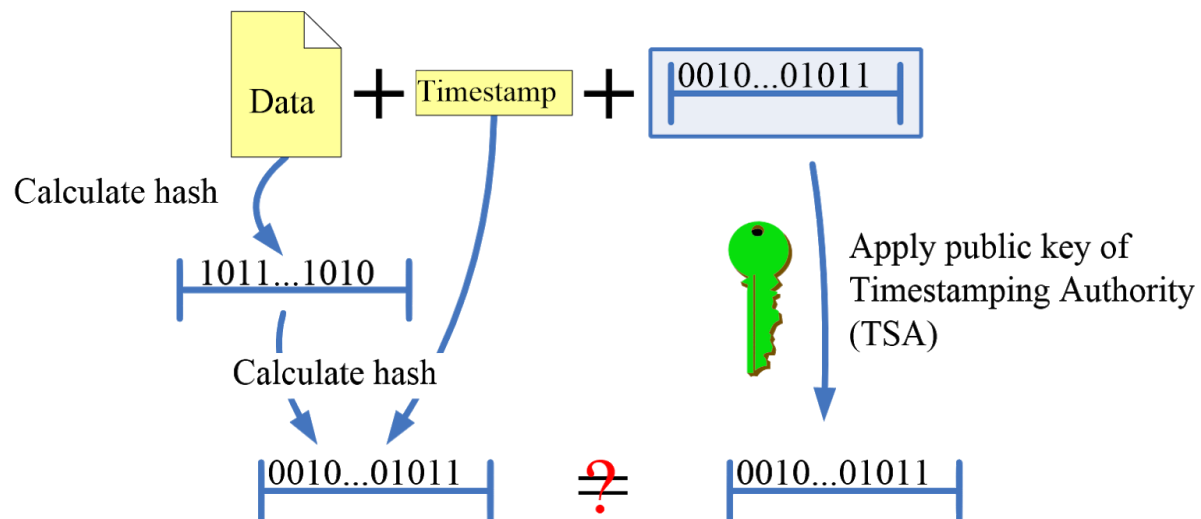 Data
+
Timestamp
+
0010...01011
Calculate hash
1011...1010
Apply public key of
Timestamping Authority
(TSA)
Calculate hash
0010...01011
?
=
0010...01011